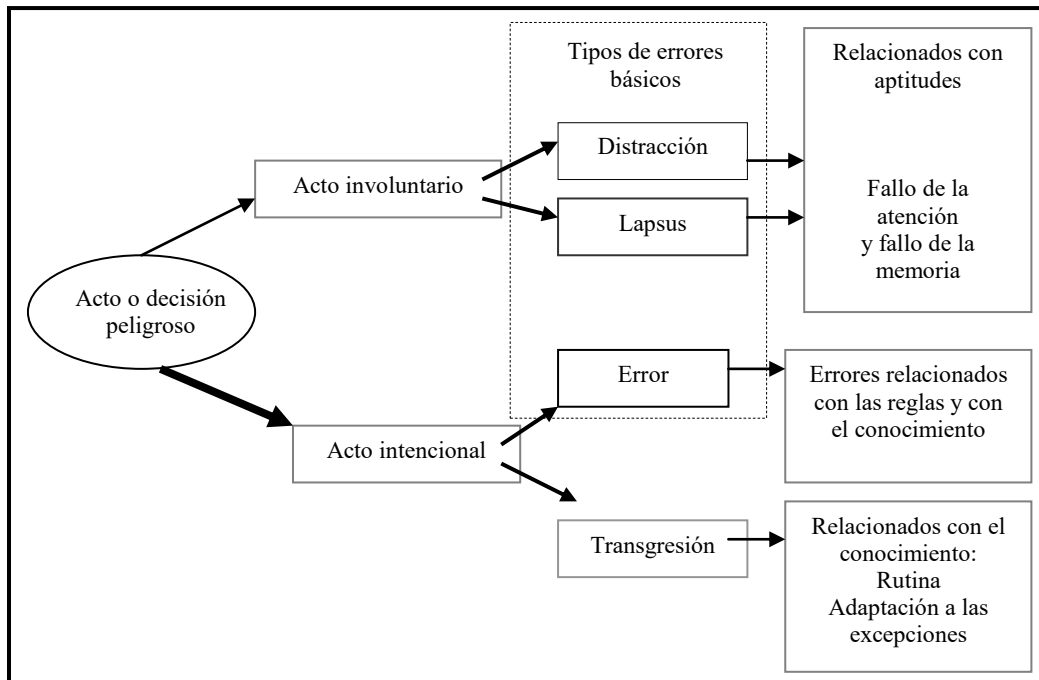 Tipos de errores
básicos
Relacionados con
aptitudes
Distracción
Acto involuntario
Lapsus
Fallo de la
atención
y fallo de la
memoria
Acto o decisión
peligroso
Error
Errores relacionados
con las reglas y con
el conocimiento
Acto intencional
Transgresión
Relacionados con el
conocimiento:
Rutina
Adaptación a las
excepciones